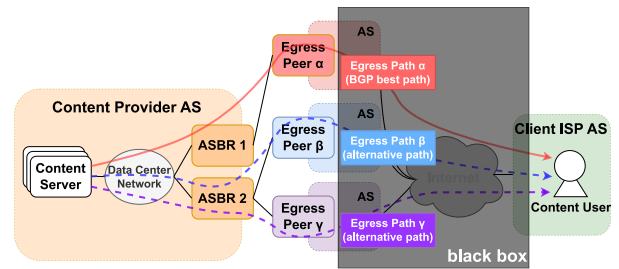 Content Provider AS
Content
Server
Data Center
Network
ASBR 1
ASBR 2
Egress
Peer α
AS
Egress
Peer β
AS
Egress
Peer γ
AS
Egress Path α
(BGP best path)
Egress Path β
(alternative path)
Egress Path γ
(alternative path)
Internet
black box
Client ISP AS
Content User